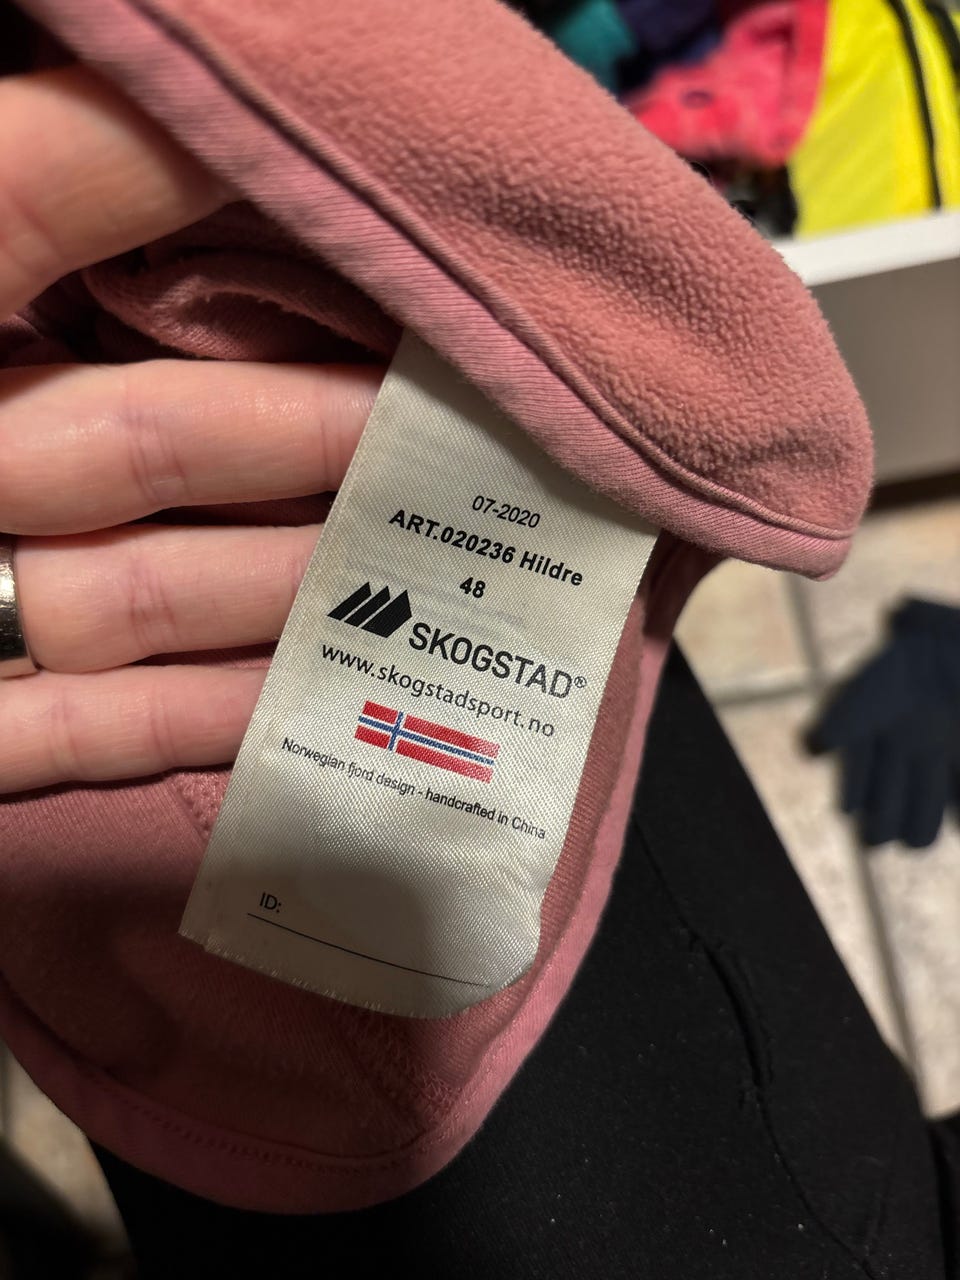 07-2020
ART.020236 Hildre
48
SKOGSTAD®
www.skogstadsport.no
Norwegian fjord design - handcrafted in China
ID: